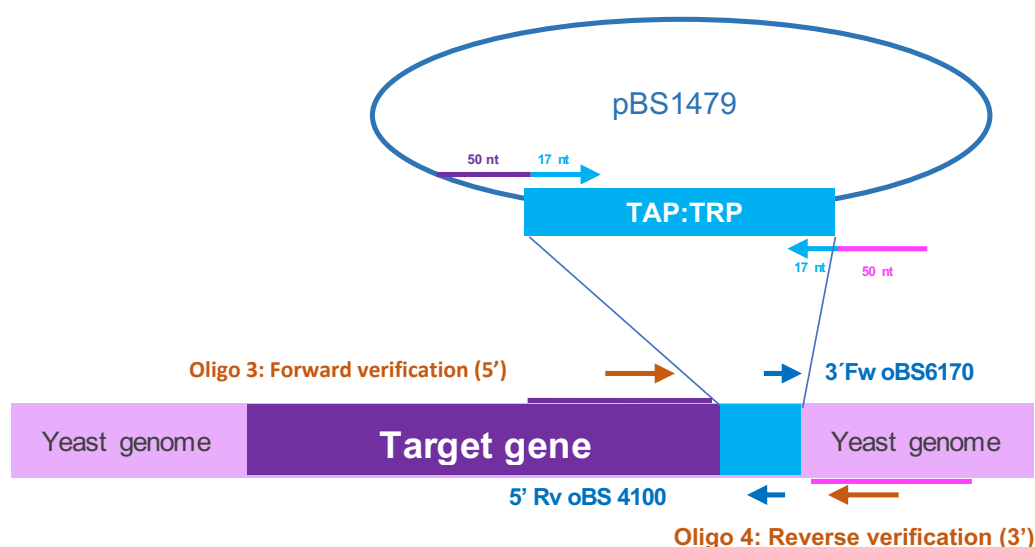 pBS1479
50 nt
17 nt
TAP:TRP
17 nt
50 nt
Oligo 3: Forward verification (5’)
3´Fw oBS6170
Yeast genome
Target gene
Yeast genome
5’ Rv oBS 4100
Oligo 4: Reverse verification (3’)